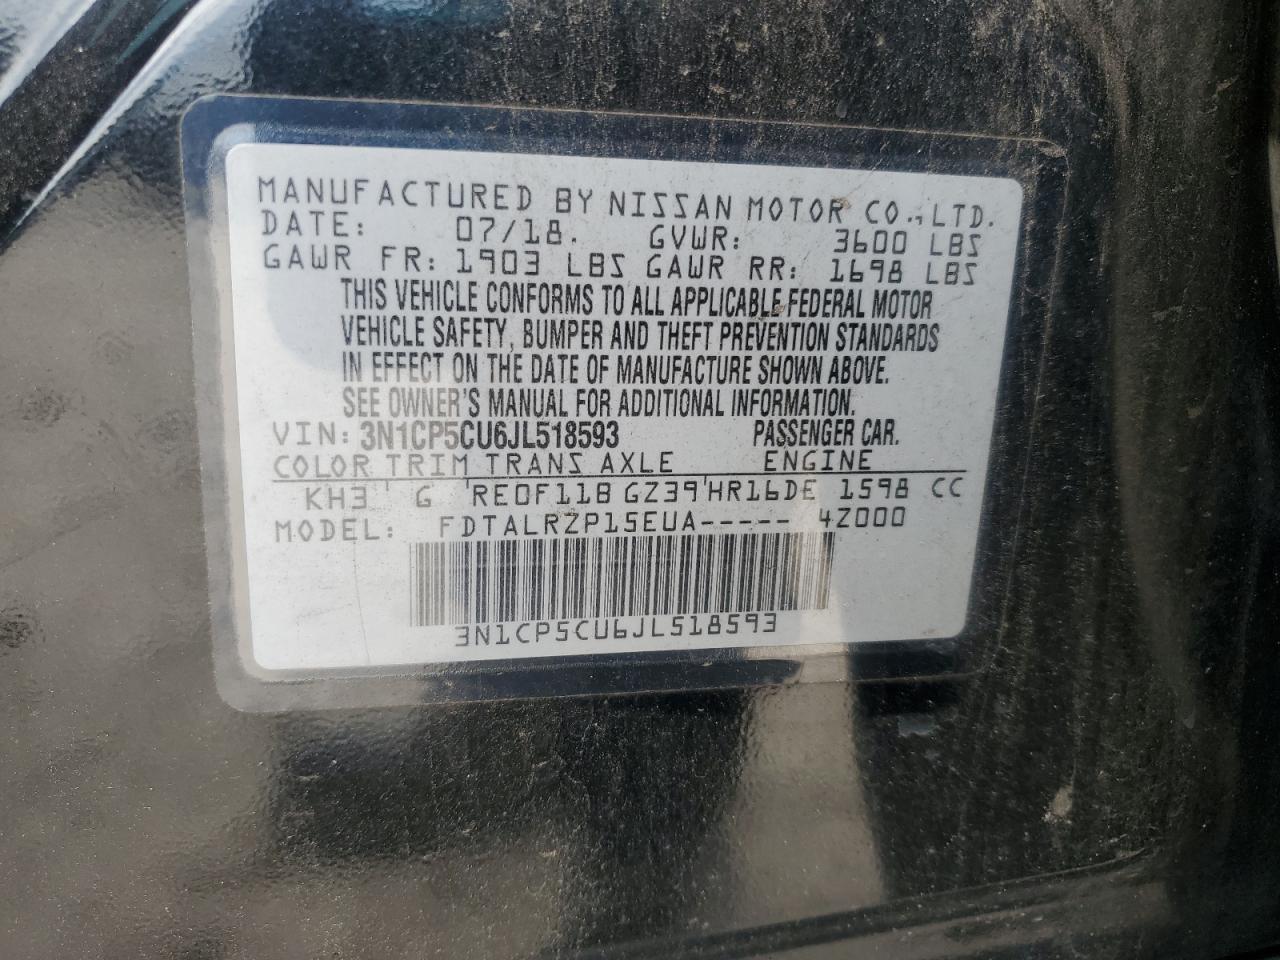 MANUFACTURED BY NISSAN MOTOR CO., LTD.
DATE: 07/18. GVWR: 3600 LBS
GAWR FR: 1903 LBS GAWR RR: 1698 LBS
THIS VEHICLE CONFORMS TO ALL APPLICABLE FEDERAL MOTOR
VEHICLE SAFETY, BUMPER AND THEFT PREVENTION STANDARDS
IN EFFECT ON THE DATE OF MANUFACTURE SHOWN ABOVE.
SEE OWNER'S MANUAL FOR ADDITIONAL INFORMATION.
VIN: 3N1CP5CU6JL518593 PASSENGER CAR.
COLOR TRIM TRANS AXLE ENGINE
KH3 ' G ' RE0F11B GZ39 ' HR16DE 1598 CC
MODEL: FDTALRZP15EUA----- 4Z000
3N1CP5CU6JL518593